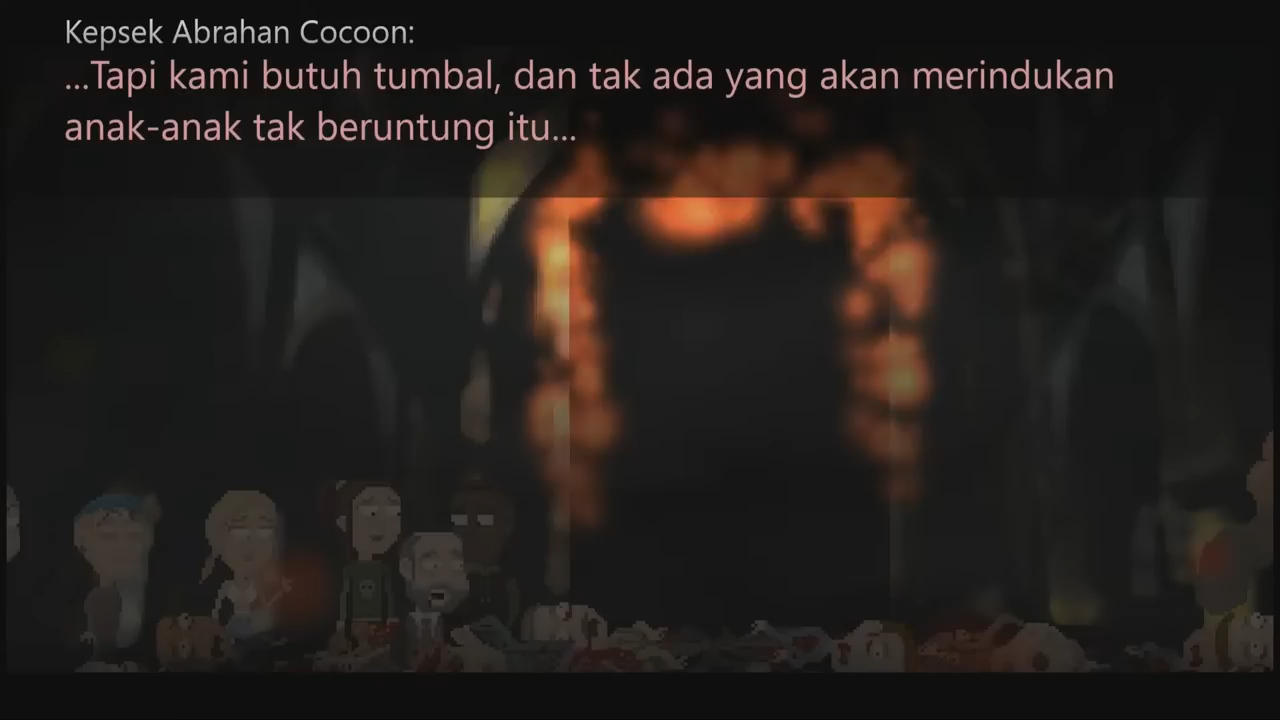 Kepsek Abrahan Cocoon:
...Tapi kami butuh tumbal, dan tak ada yang akan merindukan
anak-anak tak beruntung itu...